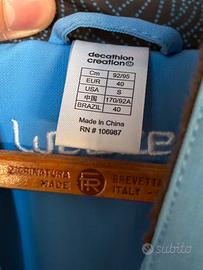 decathlon
creation
Cm 92/95
EUR 40
USA S
中国 170/92A
BRAZIL 40
Made in China
RN # 106987
MADE
BREVETTA
ITALY
subito